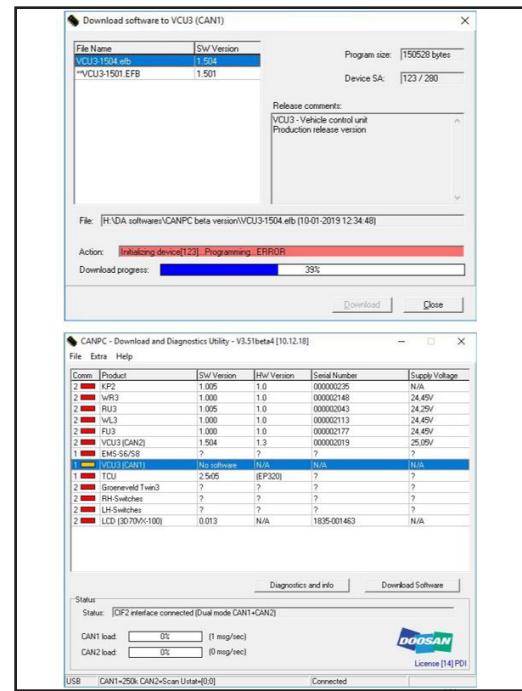 Download software to VCU3 (CAN1)
File Name SW Version
VCU3-1504.efb 1.504
**VCU3-1501.EFB 1.501
Program size: 150528 bytes
Device SA: 123 / 280
Release comments:
VCU3 - Vehicle control unit
Production release version
File: H:\DA softwares\CANPC beta version\VCU3-1504.efb (10-01-2019 12:34:48)
Action: Initializing device[123]...Programming...ERROR
Download progress: 39%
Download Close
CANPC - Download and Diagnostics Utility - V3.51beta4 [10.12.18]
File Extra Help
Comm Product SW Version HW Version Serial Number Supply Voltage
2 KP2 1.005 1.0 000000235 N/A
2 WR3 1.000 1.0 000002148 24,45V
2 RU3 1.005 1.0 000002043 24,25V
2 WL3 1.000 1.0 000002113 24,45V
2 FU3 1.000 1.0 000002177 24,45V
2 VCU3 (CAN2) 1.504 1.3 000002019 25,05V
1 EMS-S6/S8 ? ? ? ?
1 VCU3 (CAN1) No software N/A N/A N/A
1 TCU 2.5r05 (EP320) ? ?
2 Groeneveld Twin3 ? ? ? ?
2 RH-Switches ? ? ? ?
2 LH-Switches ? ? ? ?
2 LCD (3D70VX-100) 0.013 N/A 1835-001463 N/A
Diagnostics and info Download Software
Status
Status: CIF2 interface connected (Dual mode CAN1+CAN2)
CAN1 load: 0% (1 msg/sec)
CAN2 load: 0% (0 msg/sec)
DOOSAN
License [14] PDI
USB CAN1=250k CAN2=Scan Ustat=[0;0] Connected